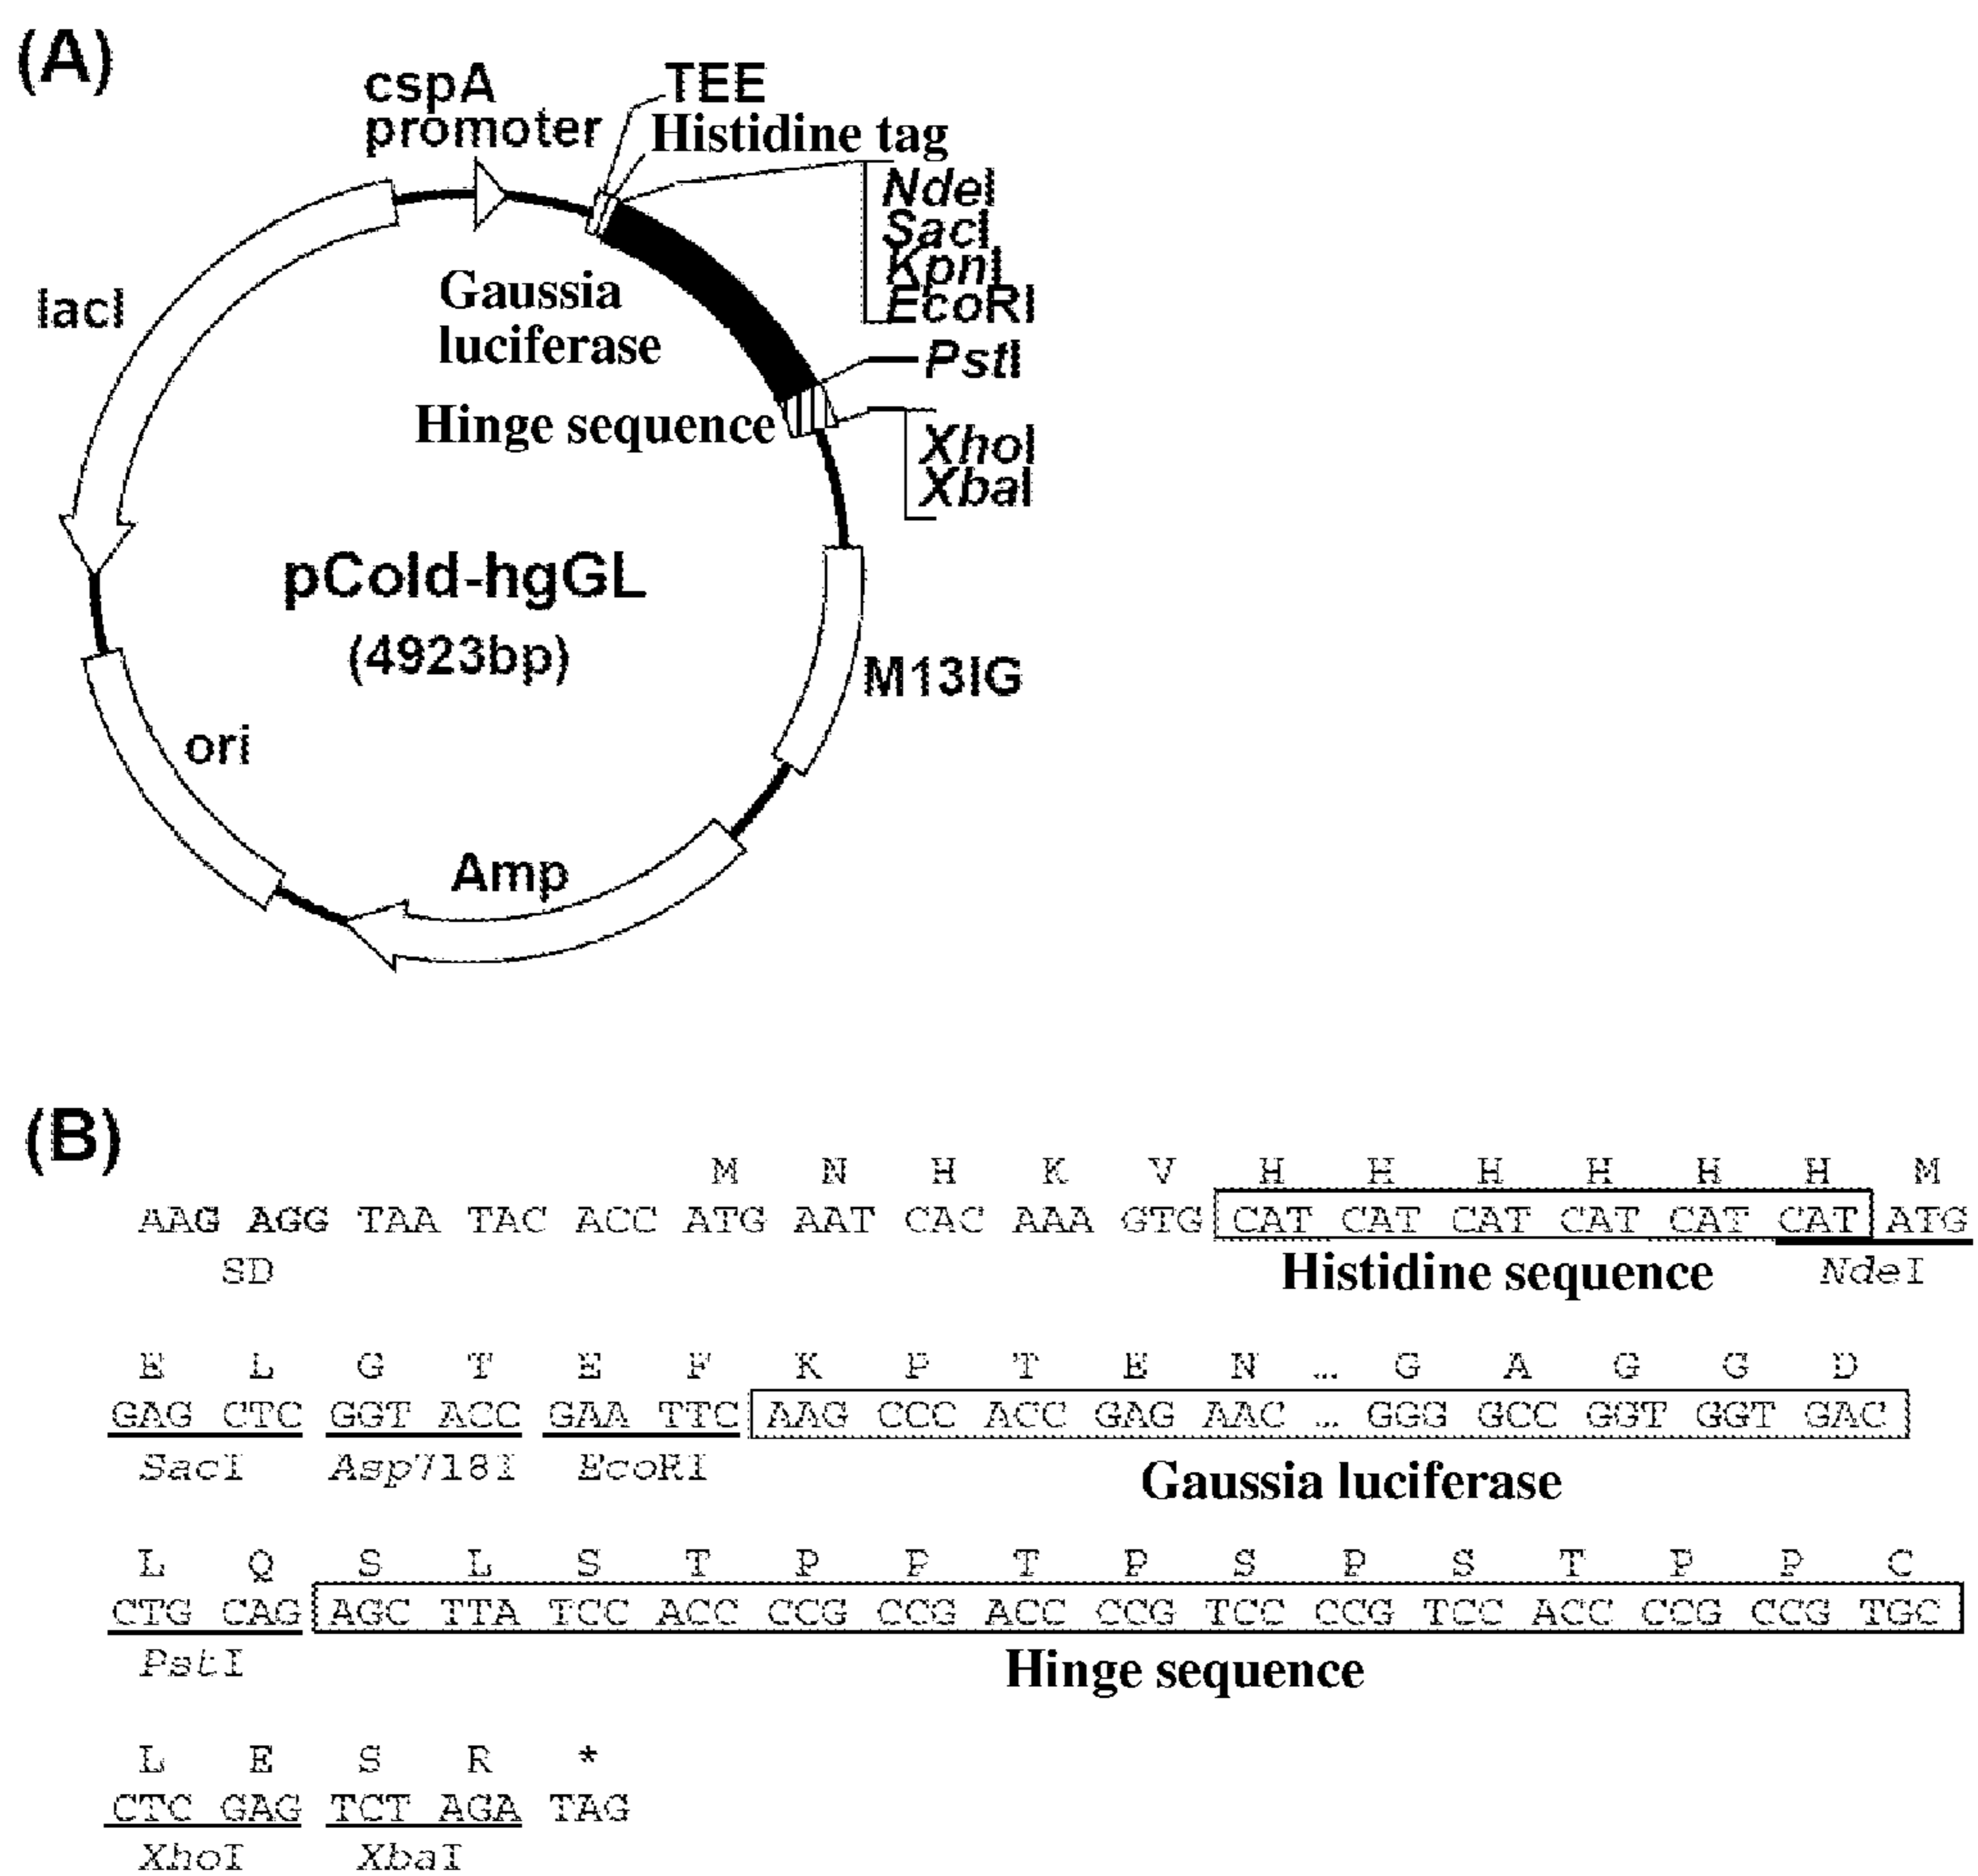 (A)
cspA
promoter
TEE
Histidine tag
NdeI
SacI
KpnI
EcoRI
PstI
XhoI
XbaI
Gaussia
luciferase
Hinge sequence
lacI
pCold-hgGL
(4923bp)
M13IG
ori
Amp
(B)
M N H K V H H H H H H M
AAG AGG TAA TAC ACC ATG AAT CAC AAA GTG CAT CAT CAT CAT CAT CAT ATG
SD Histidine sequence NdeI
E L G T E F K P T E N ... G A G G D
GAG CTC GGT ACC GAA TTC AAG CCC ACC GAG AAC ... GGG GCC GGT GGT GAC
SacI Asp718I EcoRI Gaussia luciferase
L Q S L S T P P T P S P S T P P C
CTG CAG AGC TTA TCC ACC CCG CCG ACC CCG TCC CCG TCC ACC CCG CCG TGC
PstI Hinge sequence
L E S R *
CTC GAG TCT AGA TAG
XhoI XbaI